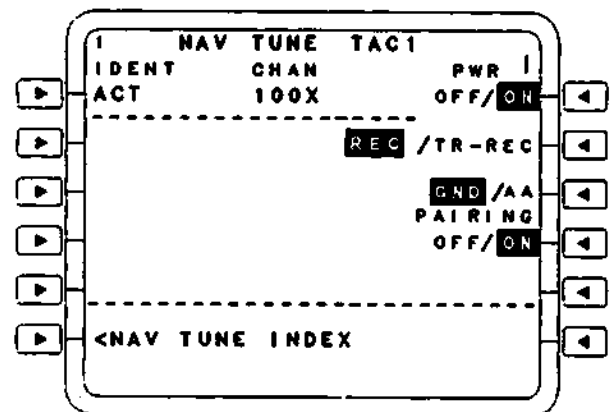 1 NAV TUNE TAC1
IDENT CHAN PWR
ACT 100X OFF/ON
REC /TR-REC
GND /AA
PAIRING
OFF/ON
<NAV TUNE INDEX